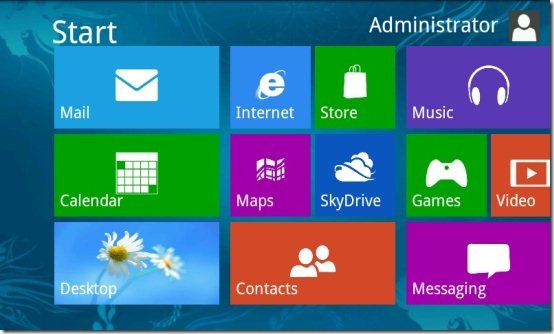 Start
Administrator
Mail
Internet
Store
Music
Calendar
Maps
SkyDrive
Games
Video
Desktop
Contacts
Messaging